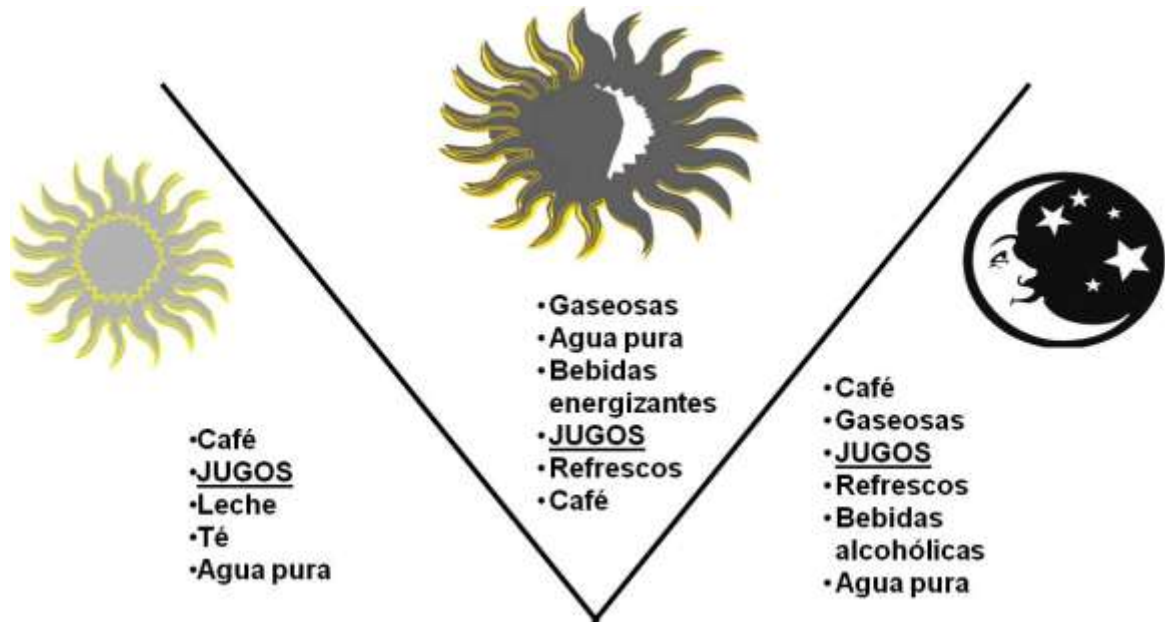 •Café
•JUGOS
•Leche
•Té
•Agua pura
•Gaseosas
•Agua pura
•Bebidas
energizantes
•JUGOS
•Refrescos
•Café
•Café
•Gaseosas
•JUGOS
•Refrescos
•Bebidas
alcohólicas
•Agua pura